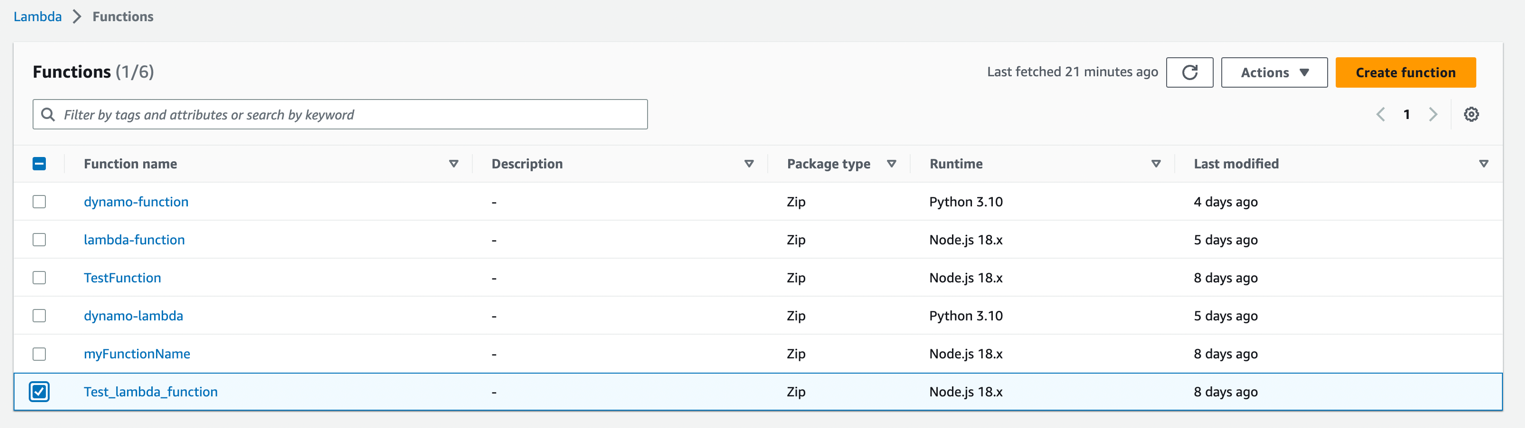 Lambda > Functions
Functions (1/6) Last fetched 21 minutes ago Actions Create function
Filter by tags and attributes or search by keyword 1
Function name Description Package type Runtime Last modified
dynamo-function - Zip Python 3.10 4 days ago
lambda-function - Zip Node.js 18.x 5 days ago
TestFunction - Zip Node.js 18.x 8 days ago
dynamo-lambda - Zip Python 3.10 5 days ago
myFunctionName - Zip Node.js 18.x 8 days ago
Test_lambda_function - Zip Node.js 18.x 8 days ago